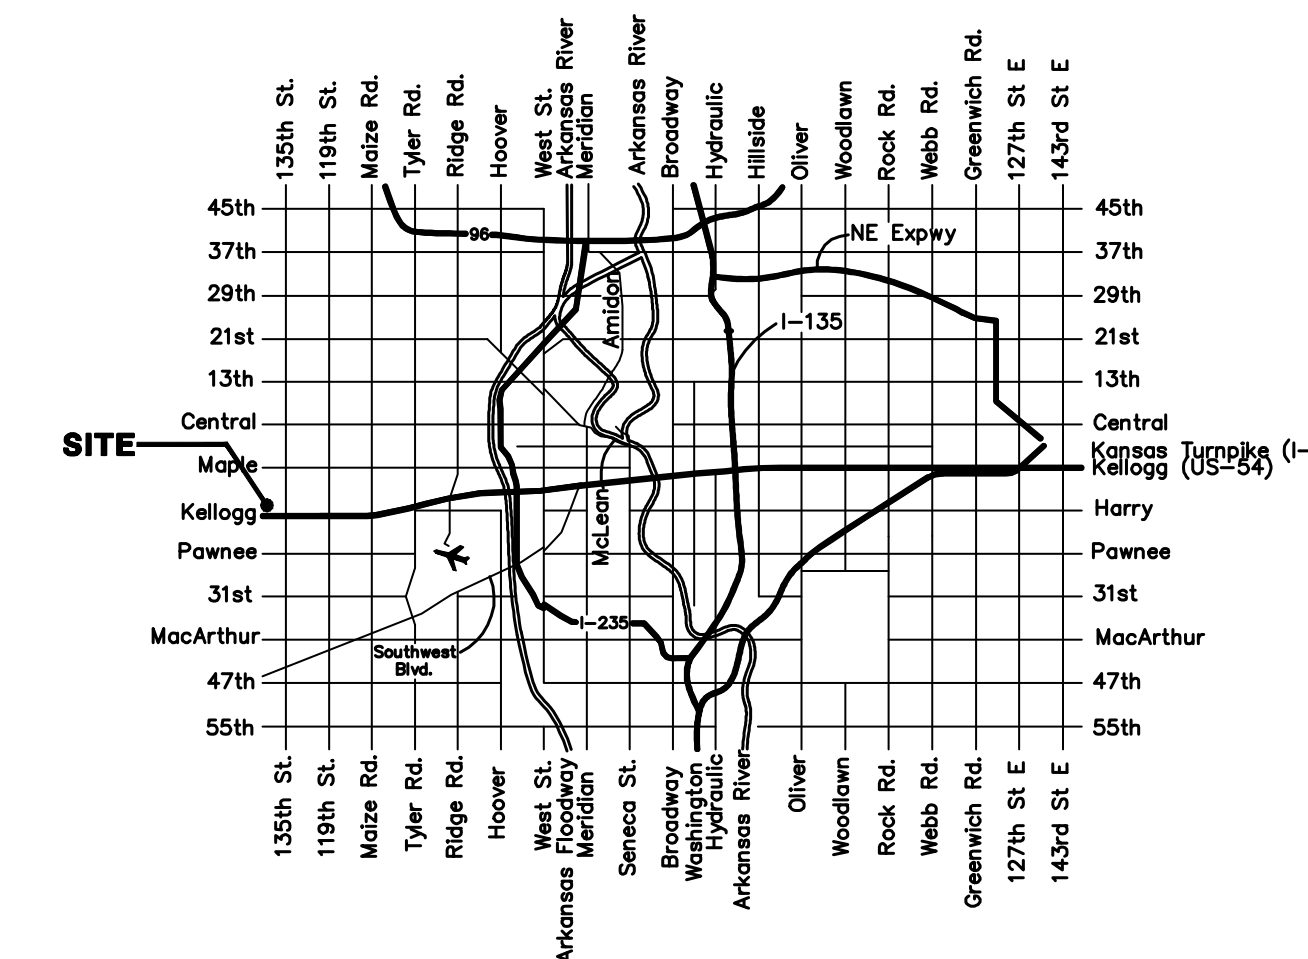 135th St.
119th St.
Maize Rd.
Tyler Rd.
Ridge Rd.
Hoover
West St.
Arkansas River
Meridian
Arkansas River
Broadway
Hydraulic
Hillside
Oliver
Woodlawn
Rock Rd.
Webb Rd.
Greenwich Rd.
127th St E
143rd St E
45th
45th
96
NE Expwy
37th
37th
29th
29th
Amidon
I-135
21st
21st
13th
13th
Central
Central
SITE
Kansas Turnpike (I-
Maple
Kellogg (US-54)
Kellogg
Harry
McLean
Pawnee
Pawnee
31st
31st
I-235
MacArthur
MacArthur
Southwest
Blvd.
47th
47th
55th
55th
135th St.
119th St.
Maize Rd.
Tyler Rd.
Ridge Rd.
Hoover
West St.
Arkansas Floodway
Meridian
Seneca St.
Broadway
Washington
Hydraulic
Arkansas River
Oliver
Woodlawn
Rock Rd.
Webb Rd.
Greenwich Rd.
127th St E
143rd St E